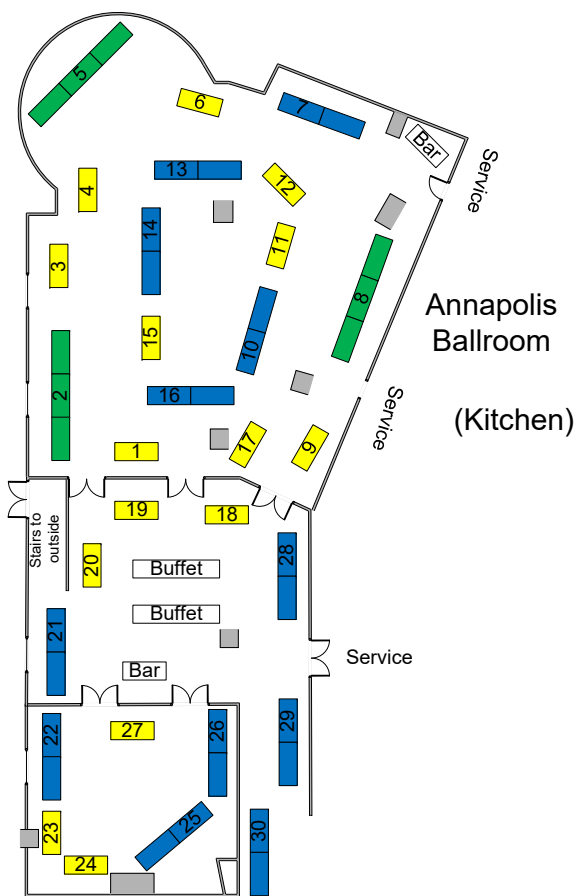 5
6
7
Bar
Service
13
12
4
14
11
3
8
Annapolis
Ballroom
15
10
2
16
Service
(Kitchen)
17
9
1
19
18
Stairs to
outside
20
28
Buffet
Buffet
21
Service
Bar
22
27
26
29
23
25
24
30